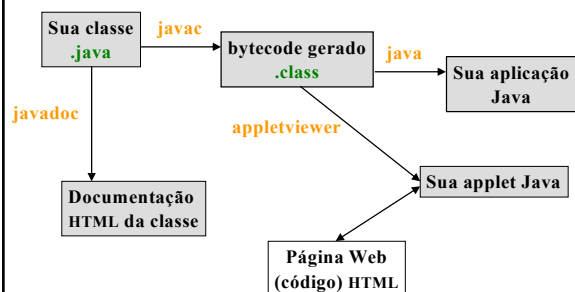 Sua classe
.java
javac
bytecode gerado
.class
java
Sua aplicação
Java
javadoc
appletviewer
Documentação
HTML da classe
Sua applet Java
Página Web
(código) HTML